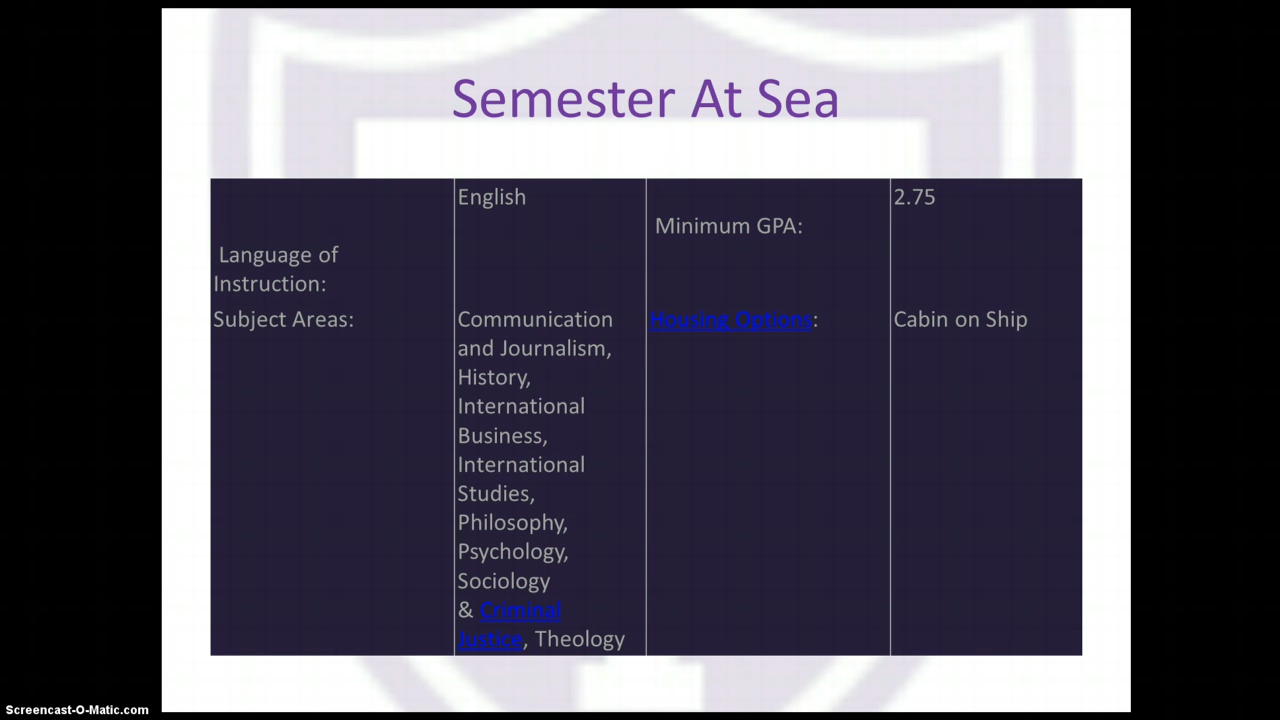 Semester At Sea
Language of
Instruction:
English
Minimum GPA:
2.75
Subject Areas:
Communication
and Journalism,
History,
International
Business,
International
Studies,
Philosophy,
Psychology,
Sociology
& Criminal
Justice, Theology
Housing Options:
Cabin on Ship
Screencast-O-Matic.com